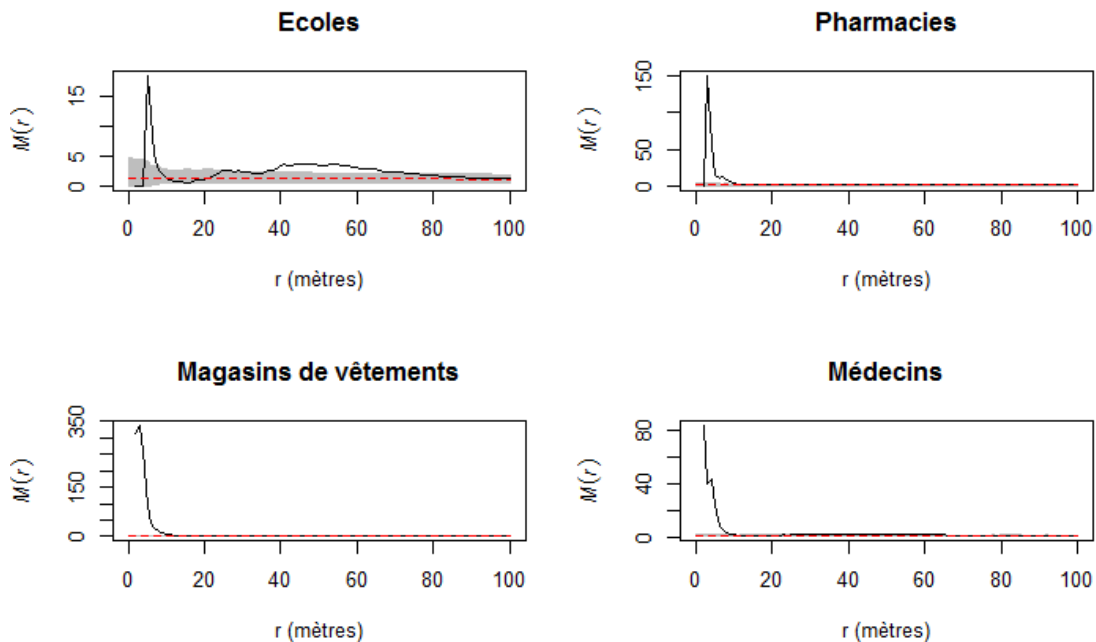 Ecoles
M(r)
0 5 15
0 20 40 60 80 100
r (mètres)
Pharmacies
M(r)
0 50 150
0 20 40 60 80 100
r (mètres)
Magasins de vêtements
M(r)
0 150 350
0 20 40 60 80 100
r (mètres)
Médecins
M(r)
0 40 80
0 20 40 60 80 100
r (mètres)